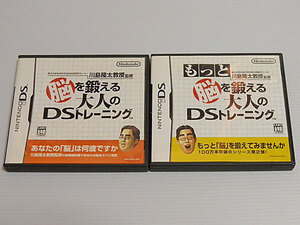 Nintendo
川島隆太教授監修
脳を鍛える
大人の
DSトレーニング
あなたの「脳」は何歳ですか
NINTENDO DS
Nintendo
川島隆太教授監修
もっと
脳を鍛える
大人の
DSトレーニング
もっと「脳」を鍛えてみませんか
NINTENDO DS